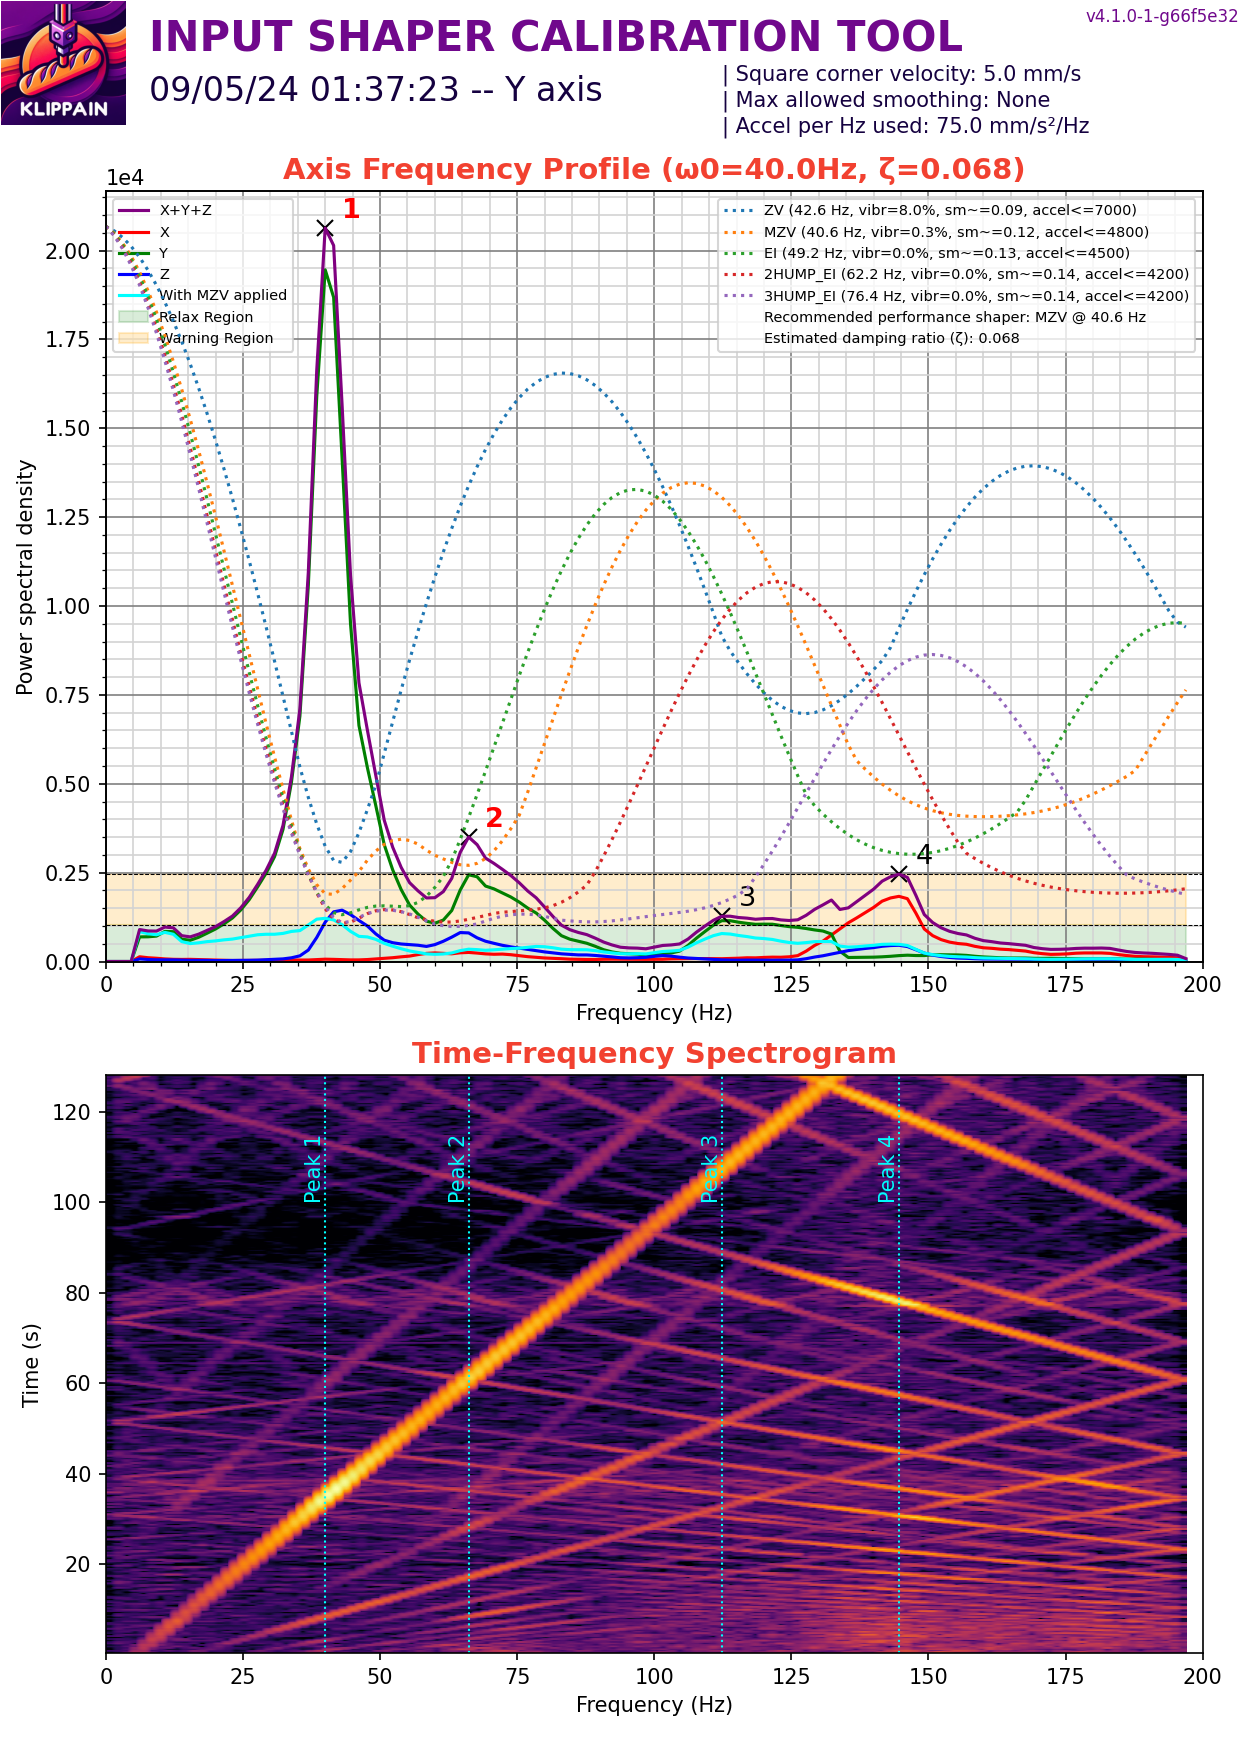 v4.1.0-1-g66f5e32
INPUT SHAPER CALIBRATION TOOL
09/05/24 01:37:23 -- Y axis
| Square corner velocity: 5.0 mm/s
| Max allowed smoothing: None
| Accel per Hz used: 75.0 mm/s²/Hz
KLIPPAIN
Axis Frequency Profile (ω0=40.0Hz, ζ=0.068)
1e4
X+Y+Z
X
Y
Z
With MZV applied
Relax Region
Warning Region
ZV (42.6 Hz, vibr=8.0%, sm~=0.09, accel<=7000)
MZV (40.6 Hz, vibr=0.3%, sm~=0.12, accel<=4800)
EI (49.2 Hz, vibr=0.0%, sm~=0.13, accel<=4500)
2HUMP_EI (62.2 Hz, vibr=0.0%, sm~=0.14, accel<=4200)
3HUMP_EI (76.4 Hz, vibr=0.0%, sm~=0.14, accel<=4200)
Recommended performance shaper: MZV @ 40.6 Hz
Estimated damping ratio (ζ): 0.068
1
2
3
4
2.00
1.75
1.50
1.25
1.00
0.75
0.50
0.25
0.00
Power spectral density
0 25 50 75 100 125 150 175 200
Frequency (Hz)
Time-Frequency Spectrogram
Peak 1
Peak 2
Peak 3
Peak 4
120
100
80
60
40
20
Time (s)
0 25 50 75 100 125 150 175 200
Frequency (Hz)